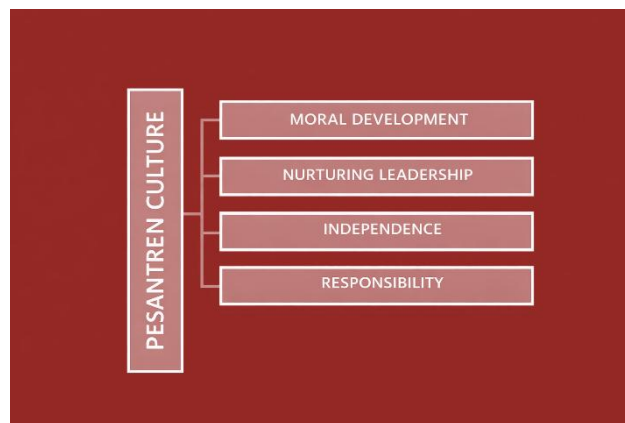 PESANTREN CULTURE
MORAL DEVELOPMENT
NURTURING LEADERSHIP
INDEPENDENCE
RESPONSIBILITY